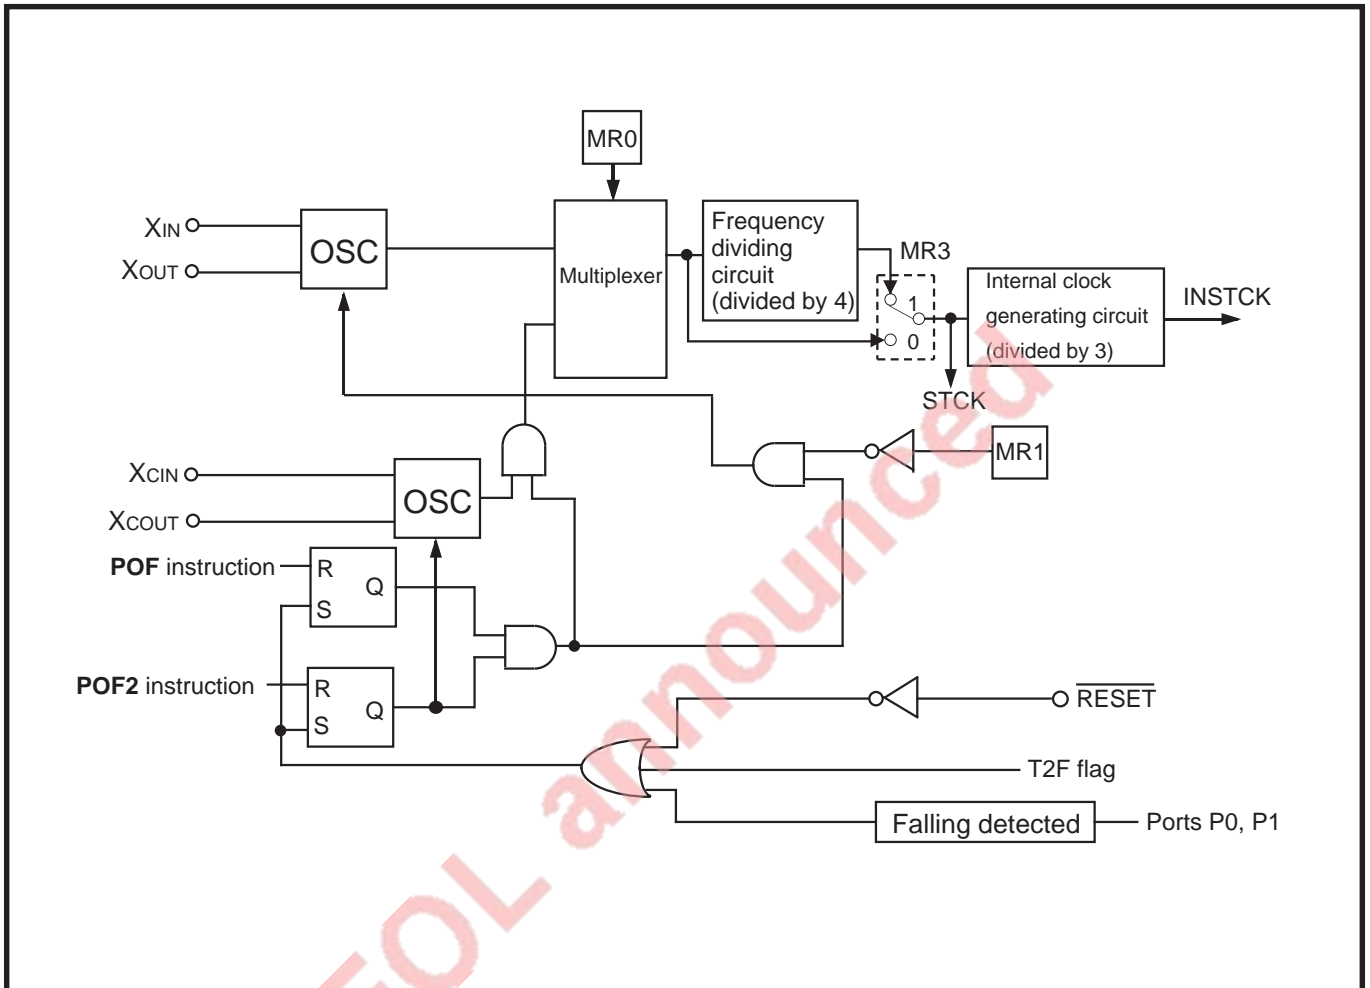 MR0
XIN
XOUT
OSC
Multiplexer
Frequency
dividing
circuit
(divided by 4)
MR3
1
0
Internal clock
generating circuit
(divided by 3)
INSTCK
STCK
MR1
XCIN
XCOUT
OSC
POF instruction
R
S
Q
POF2 instruction
R
S
Q
RESET
T2F flag
Falling detected
Ports P0, P1
EOL announced